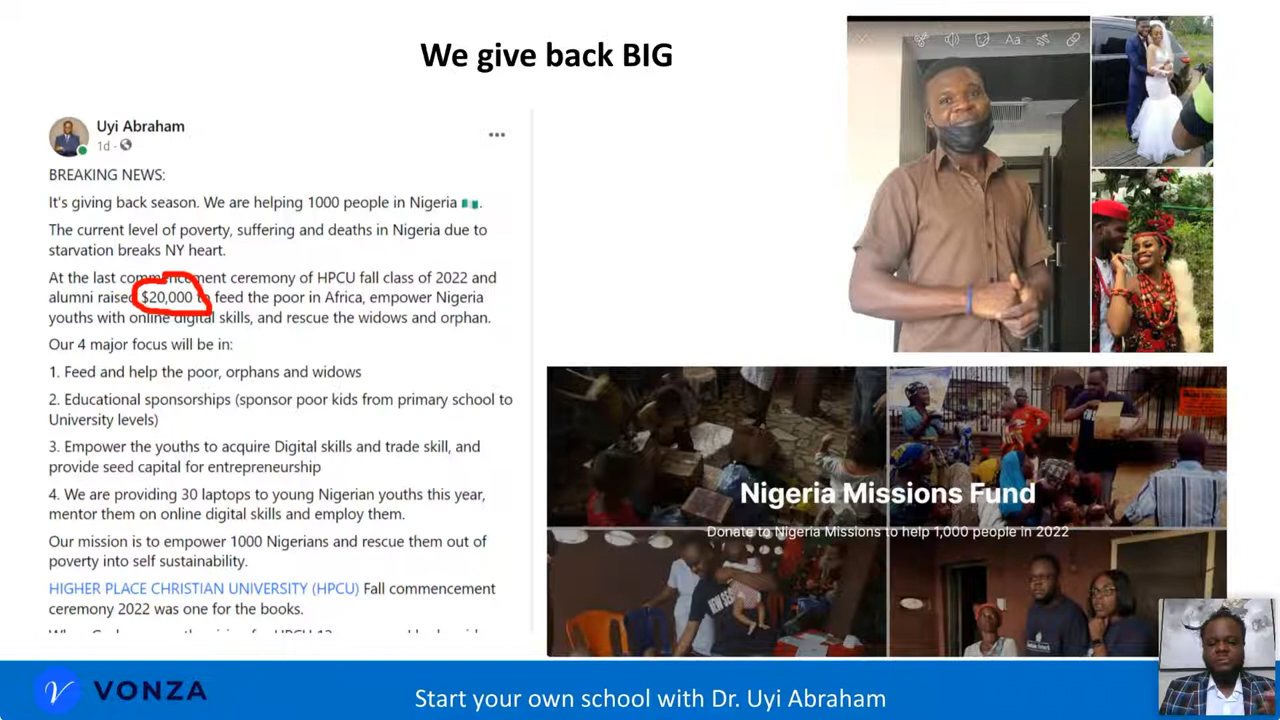 We give back BIG
Uyi Abraham
1d
BREAKING NEWS:
It's giving back season. We are helping 1000 people in Nigeria
The current level of poverty, suffering and deaths in Nigeria due to
starvation breaks NY heart.
At the last commencement ceremony of HPCU fall class of 2022 and
alumni raised $20,000 to feed the poor in Africa, empower Nigeria
youths with online digital skills, and rescue the widows and orphan.
Our 4 major focus will be in:
1. Feed and help the poor, orphans and widows
2. Educational sponsorships (sponsor poor kids from primary school to
University levels)
3. Empower the youths to acquire Digital skills and trade skill, and
provide seed capital for entrepreneurship
4. We are providing 30 laptops to young Nigerian youths this year,
mentor them on online digital skills and employ them.
Our mission is to empower 1000 Nigerians and rescue them out of
poverty into self sustainability.
HIGHER PLACE CHRISTIAN UNIVERSITY (HPCU) Fall commencement
ceremony 2022 was one for the books.
Aa
Nigeria Missions Fund
Donate to Nigeria Missions to help 1,000 people in 2022
VONZA
Start your own school with Dr. Uyi Abraham